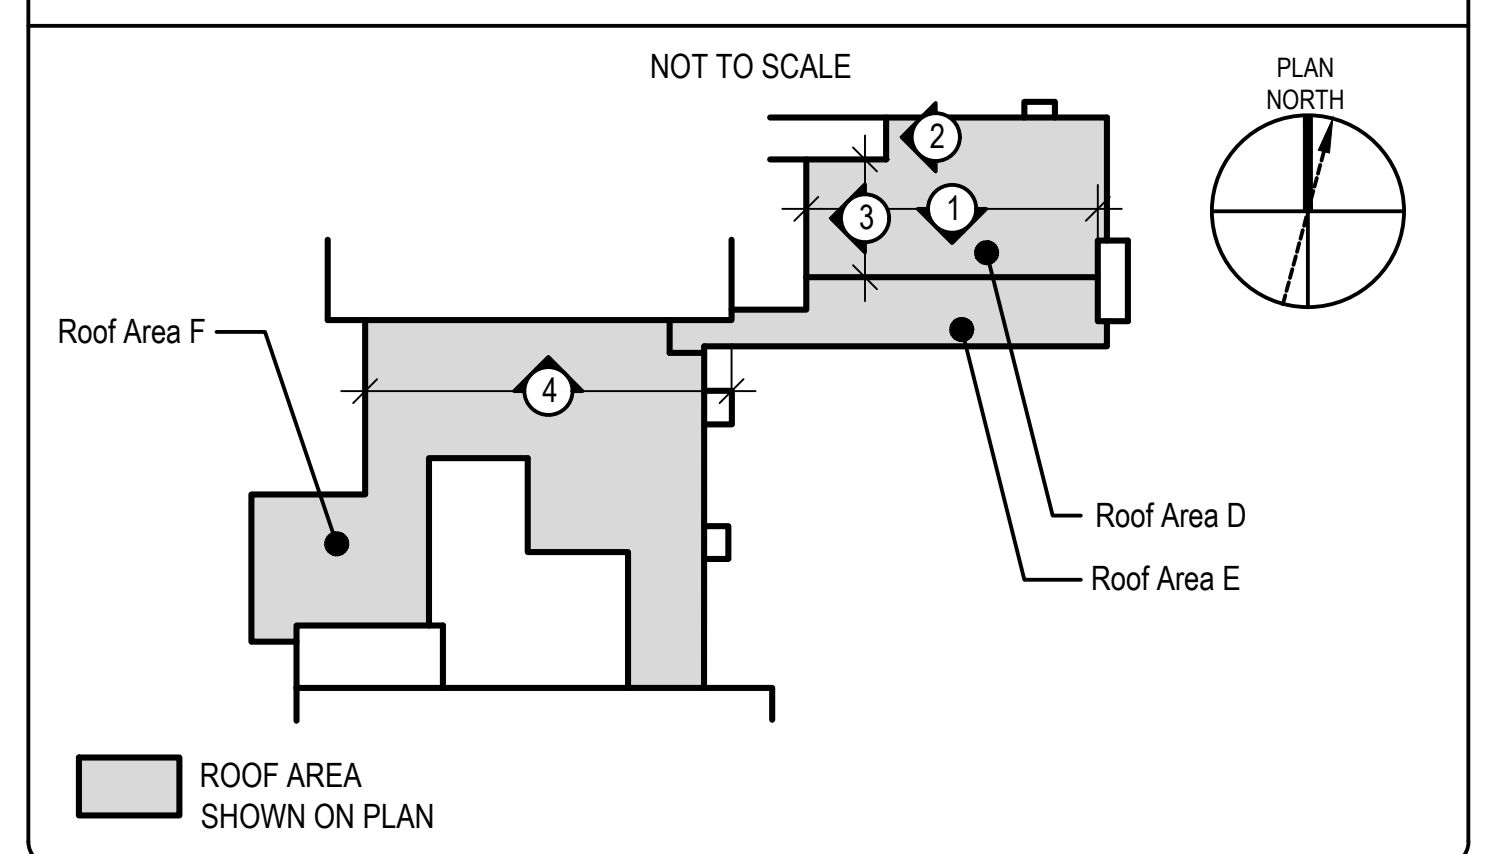 NOT TO SCALE
PLAN
NORTH
2
3
1
Roof Area F
4
Roof Area D
Roof Area E
ROOF AREA
SHOWN ON PLAN